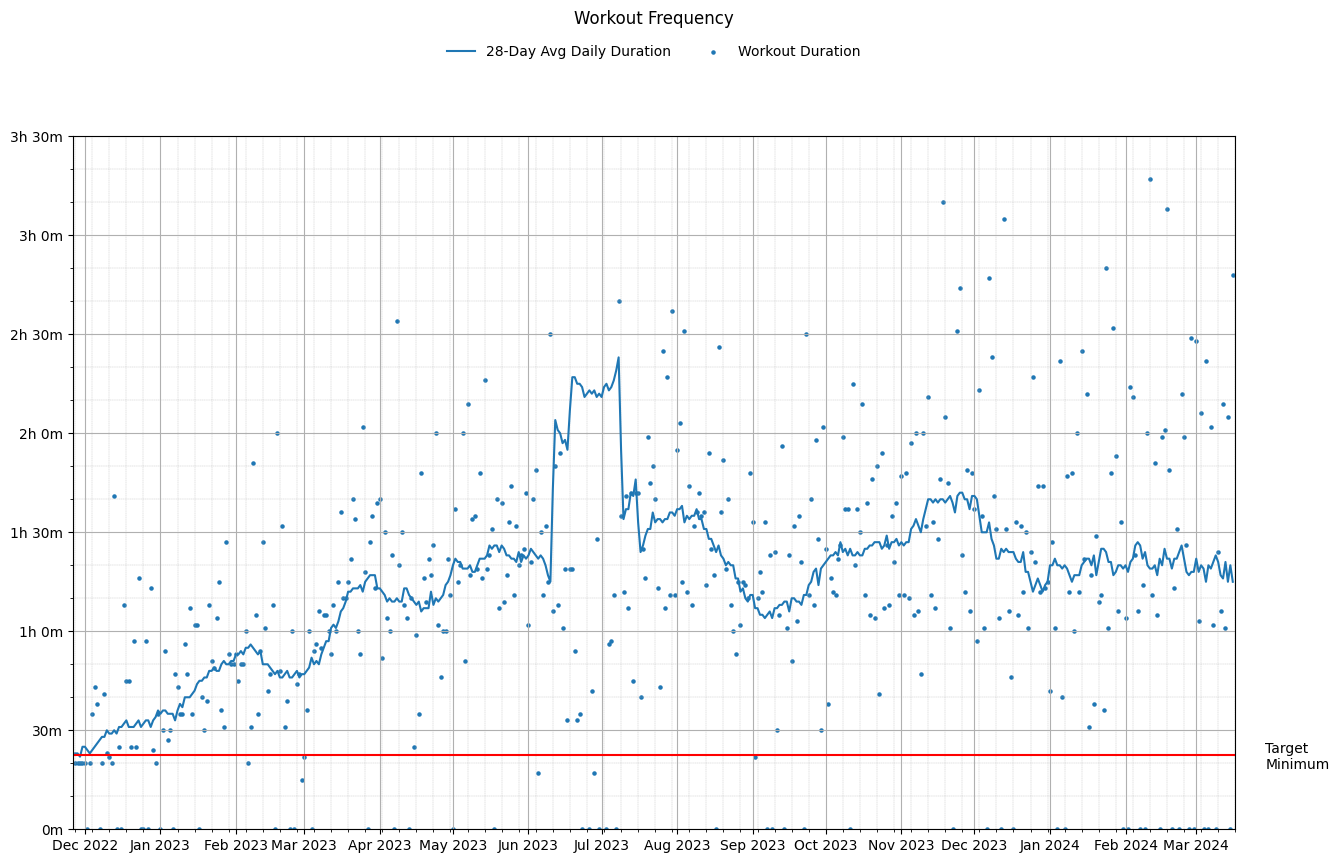 Workout Frequency
28-Day Avg Daily Duration
Workout Duration
3h 30m
3h 0m
2h 30m
2h 0m
1h 30m
1h 0m
30m
0m
Target
Minimum
Dec 2022
Jan 2023
Feb 2023
Mar 2023
Apr 2023
May 2023
Jun 2023
Jul 2023
Aug 2023
Sep 2023
Oct 2023
Nov 2023
Dec 2023
Jan 2024
Feb 2024
Mar 2024